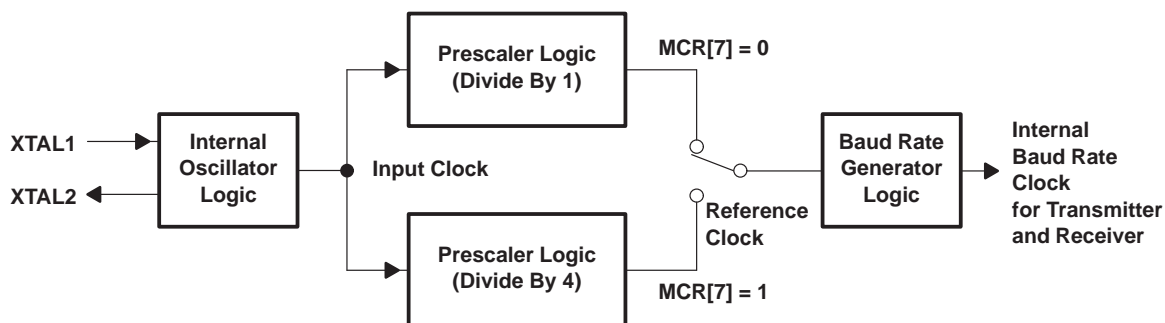 Prescaler Logic
(Divide By 1)
MCR[7] = 0
XTAL1
XTAL2
Internal
Oscillator
Logic
Input Clock
Baud Rate
Generator
Logic
Internal
Baud Rate
Clock
for Transmitter
and Receiver
Reference
Clock
Prescaler Logic
(Divide By 4)
MCR[7] = 1